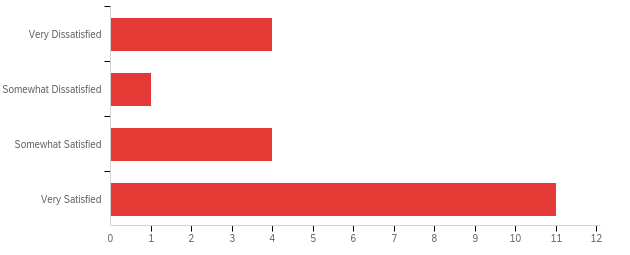 Very Dissatisfied
Somewhat Dissatisfied
Somewhat Satisfied
Very Satisfied
0 1 2 3 4 5 6 7 8 9 10 11 12